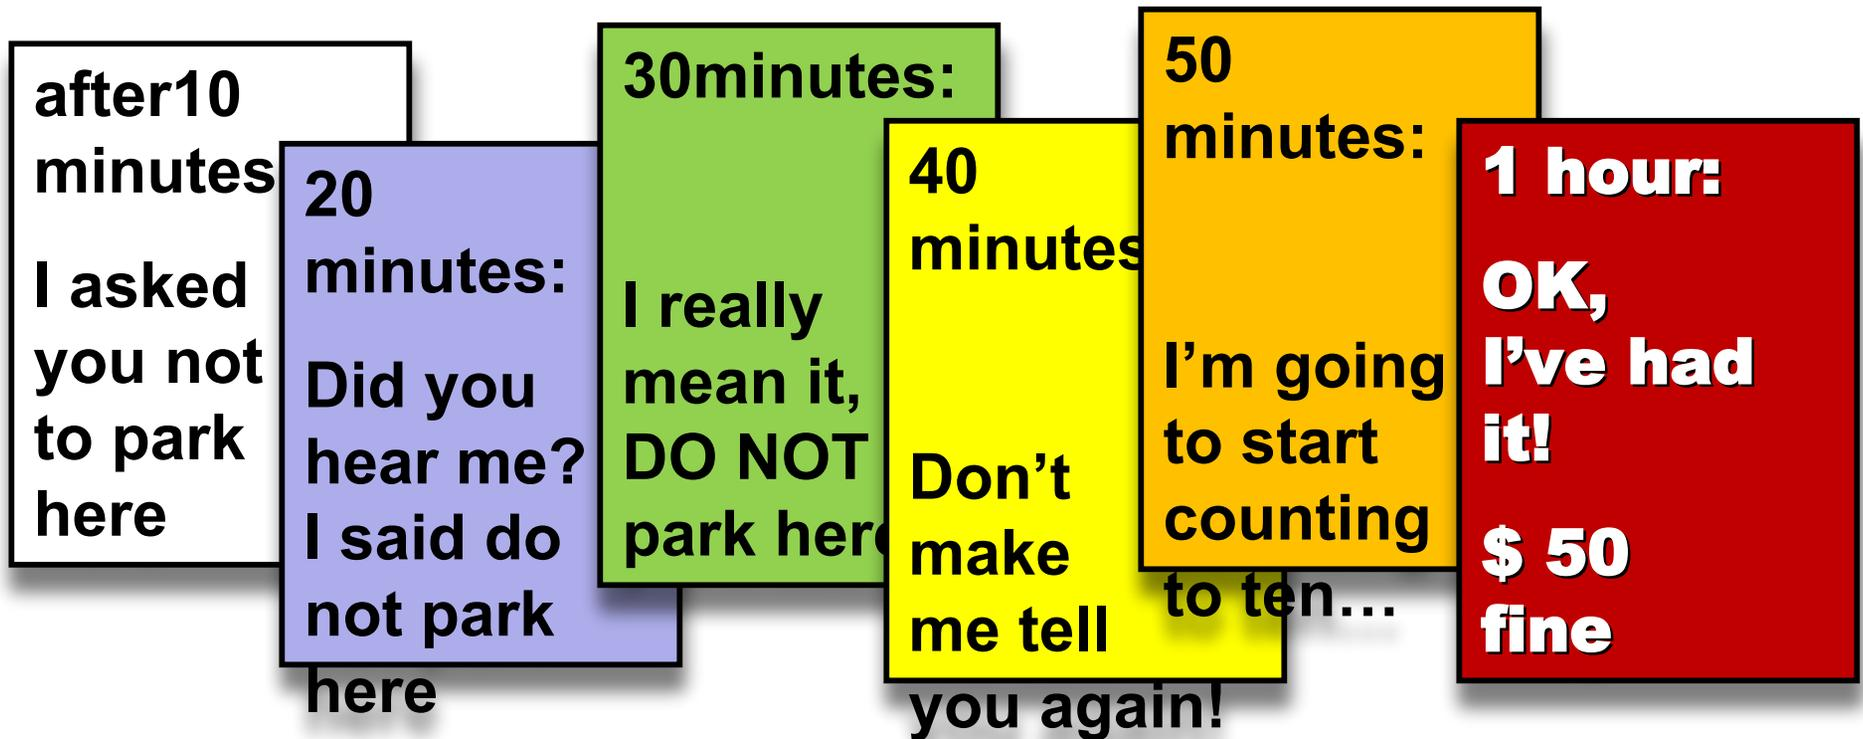 after10
minutes
I asked
you not
to park
here
20
minutes:
Did you
hear me?
I said do
not park
here
30minutes:
I really
mean it,
DO NOT
park here
40
minutes
Don’t
make
me tell
you again!
50
minutes:
I’m going
to start
counting
to ten…
1 hour:
OK,
I’ve had
it!
$ 50
fine